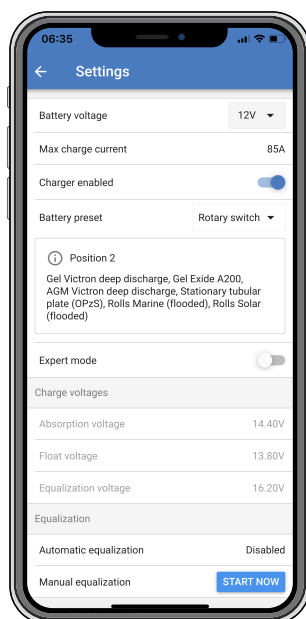 06:35
Settings
Battery voltage 12V
Max charge current 85A
Charger enabled
Battery preset Rotary switch
Position 2
Gel Victron deep discharge, Gel Exide A200,
AGM Victron deep discharge, Stationary tubular
plate (OPzS), Rolls Marine (flooded), Rolls Solar
(flooded)
Expert mode
Charge voltages
Absorption voltage 14.40V
Float voltage 13.80V
Equalization voltage 16.20V
Equalization
Automatic equalization Disabled
Manual equalization START NOW